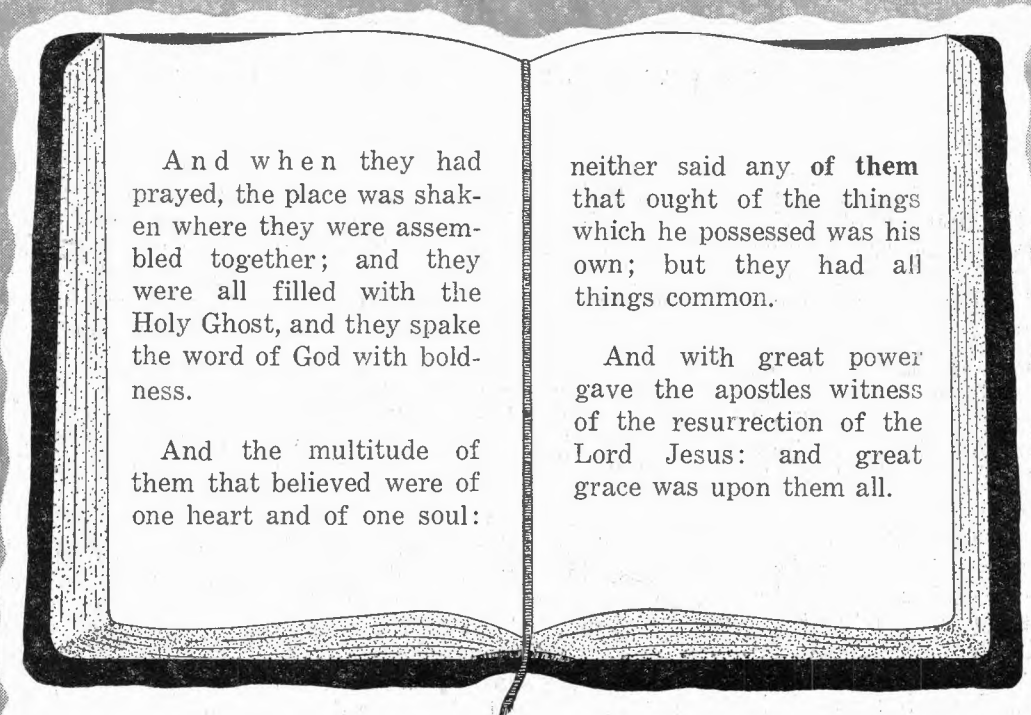 And when they had
prayed, the place was shak-
en where they were assem-
bled together; and they
were all filled with the
Holy Ghost, and they spake
the word of God with bold-
ness.
And the multitude of
them that believed were of
one heart and of one soul:
neither said any of them
that ought of the things
which he possessed was his
own; but they had all
things common.
And with great power
gave the apostles witness
of the resurrection of the
Lord Jesus: and great
grace was upon them all.